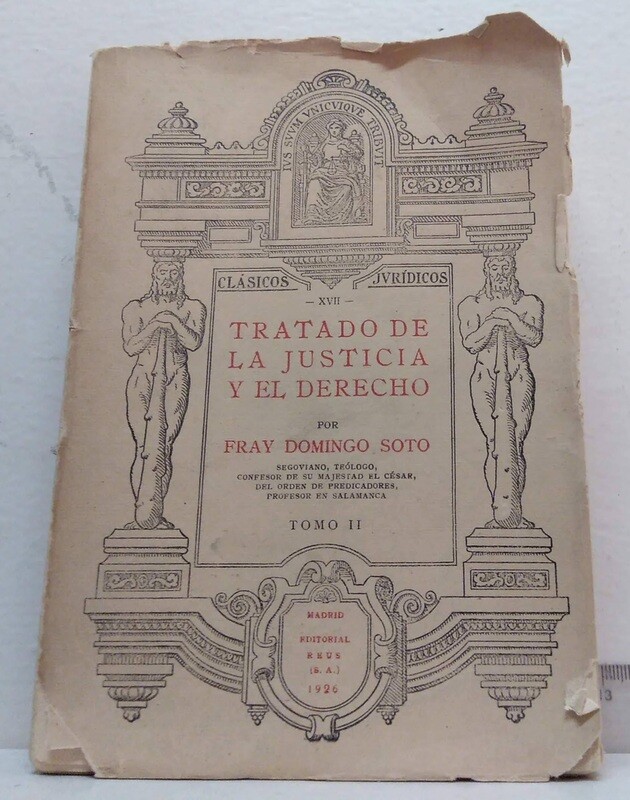 IVS SVVM VNICVIQVE TRIBVIT
CLÁSICOS JVRÍDICOS
— XVII —
TRATADO DE
LA JUSTICIA
Y EL DERECHO
POR
FRAY DOMINGO SOTO
SEGOVIANO, TEÓLOGO,
CONFESOR DE SU MAJESTAD EL CÉSAR,
DEL ORDEN DE PREDICADORES,
PROFESOR EN SALAMANCA
TOMO II
MADRID
EDITORIAL
REUS
(S. A.)
1926
13